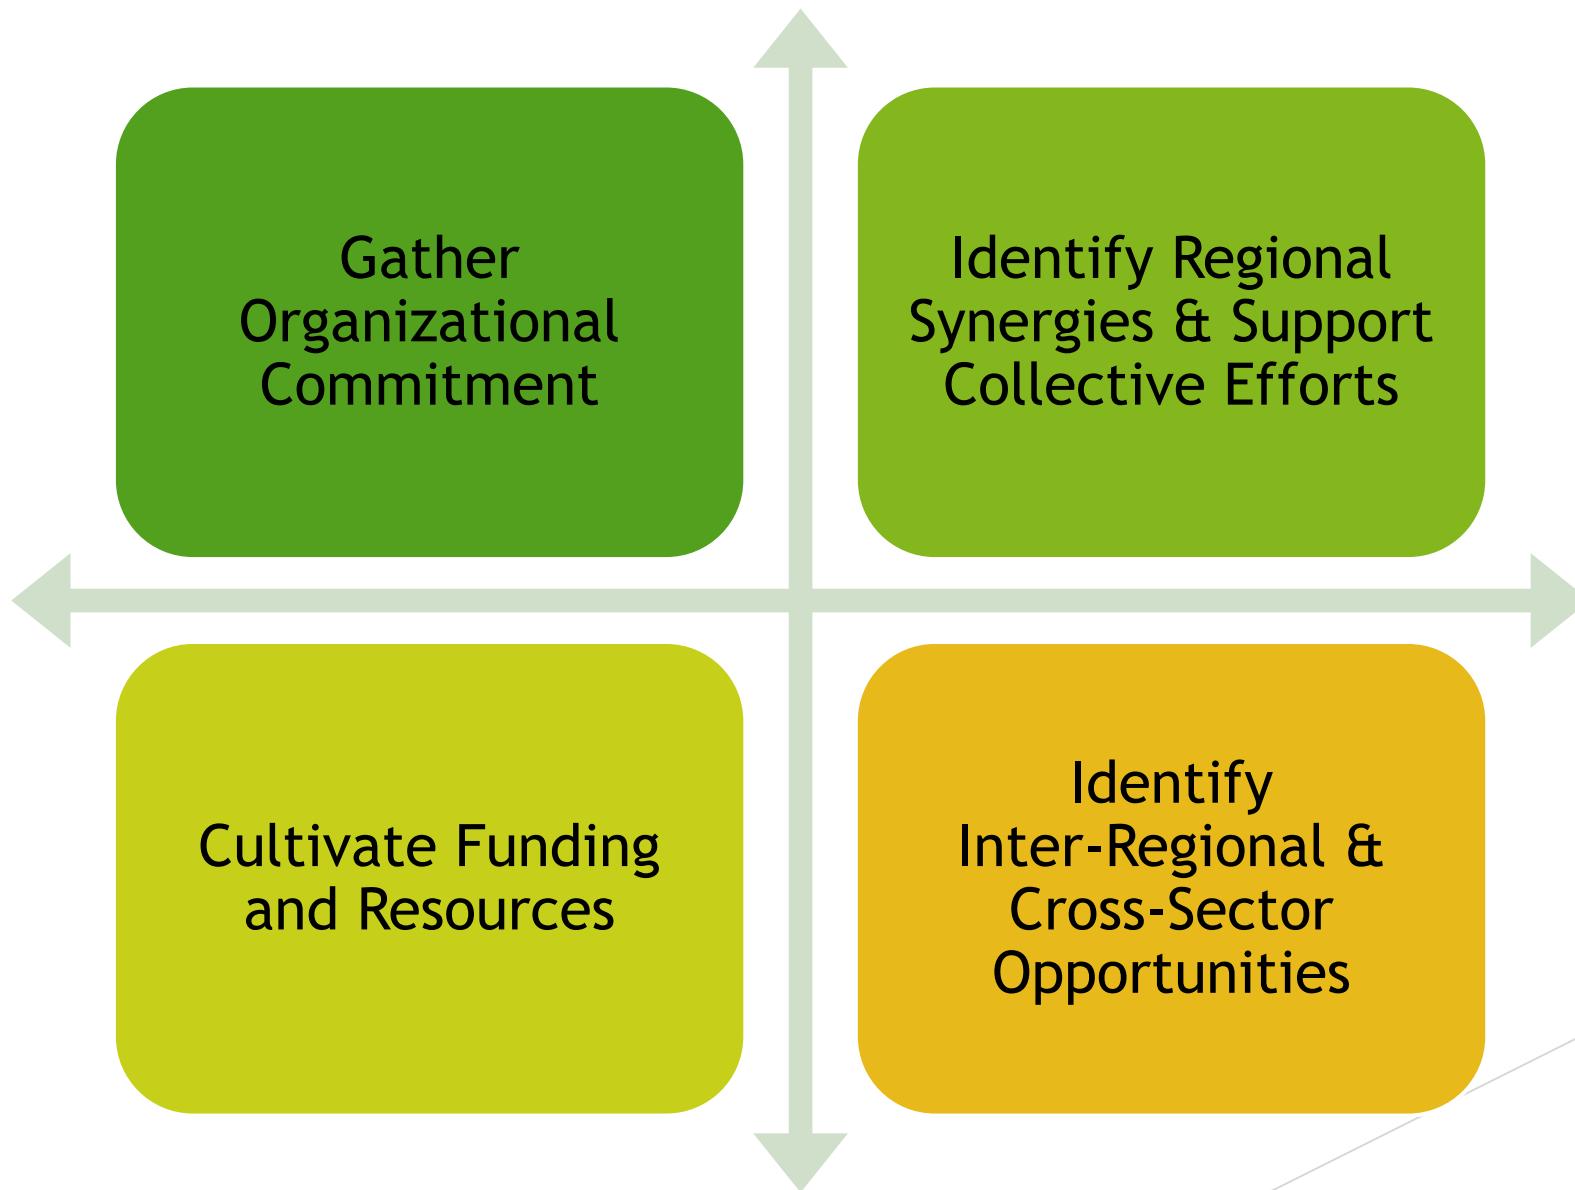 Gather
Organizational
Commitment
Identify Regional
Synergies & Support
Collective Efforts
Cultivate Funding
and Resources
Identify
Inter-Regional &
Cross-Sector
Opportunities